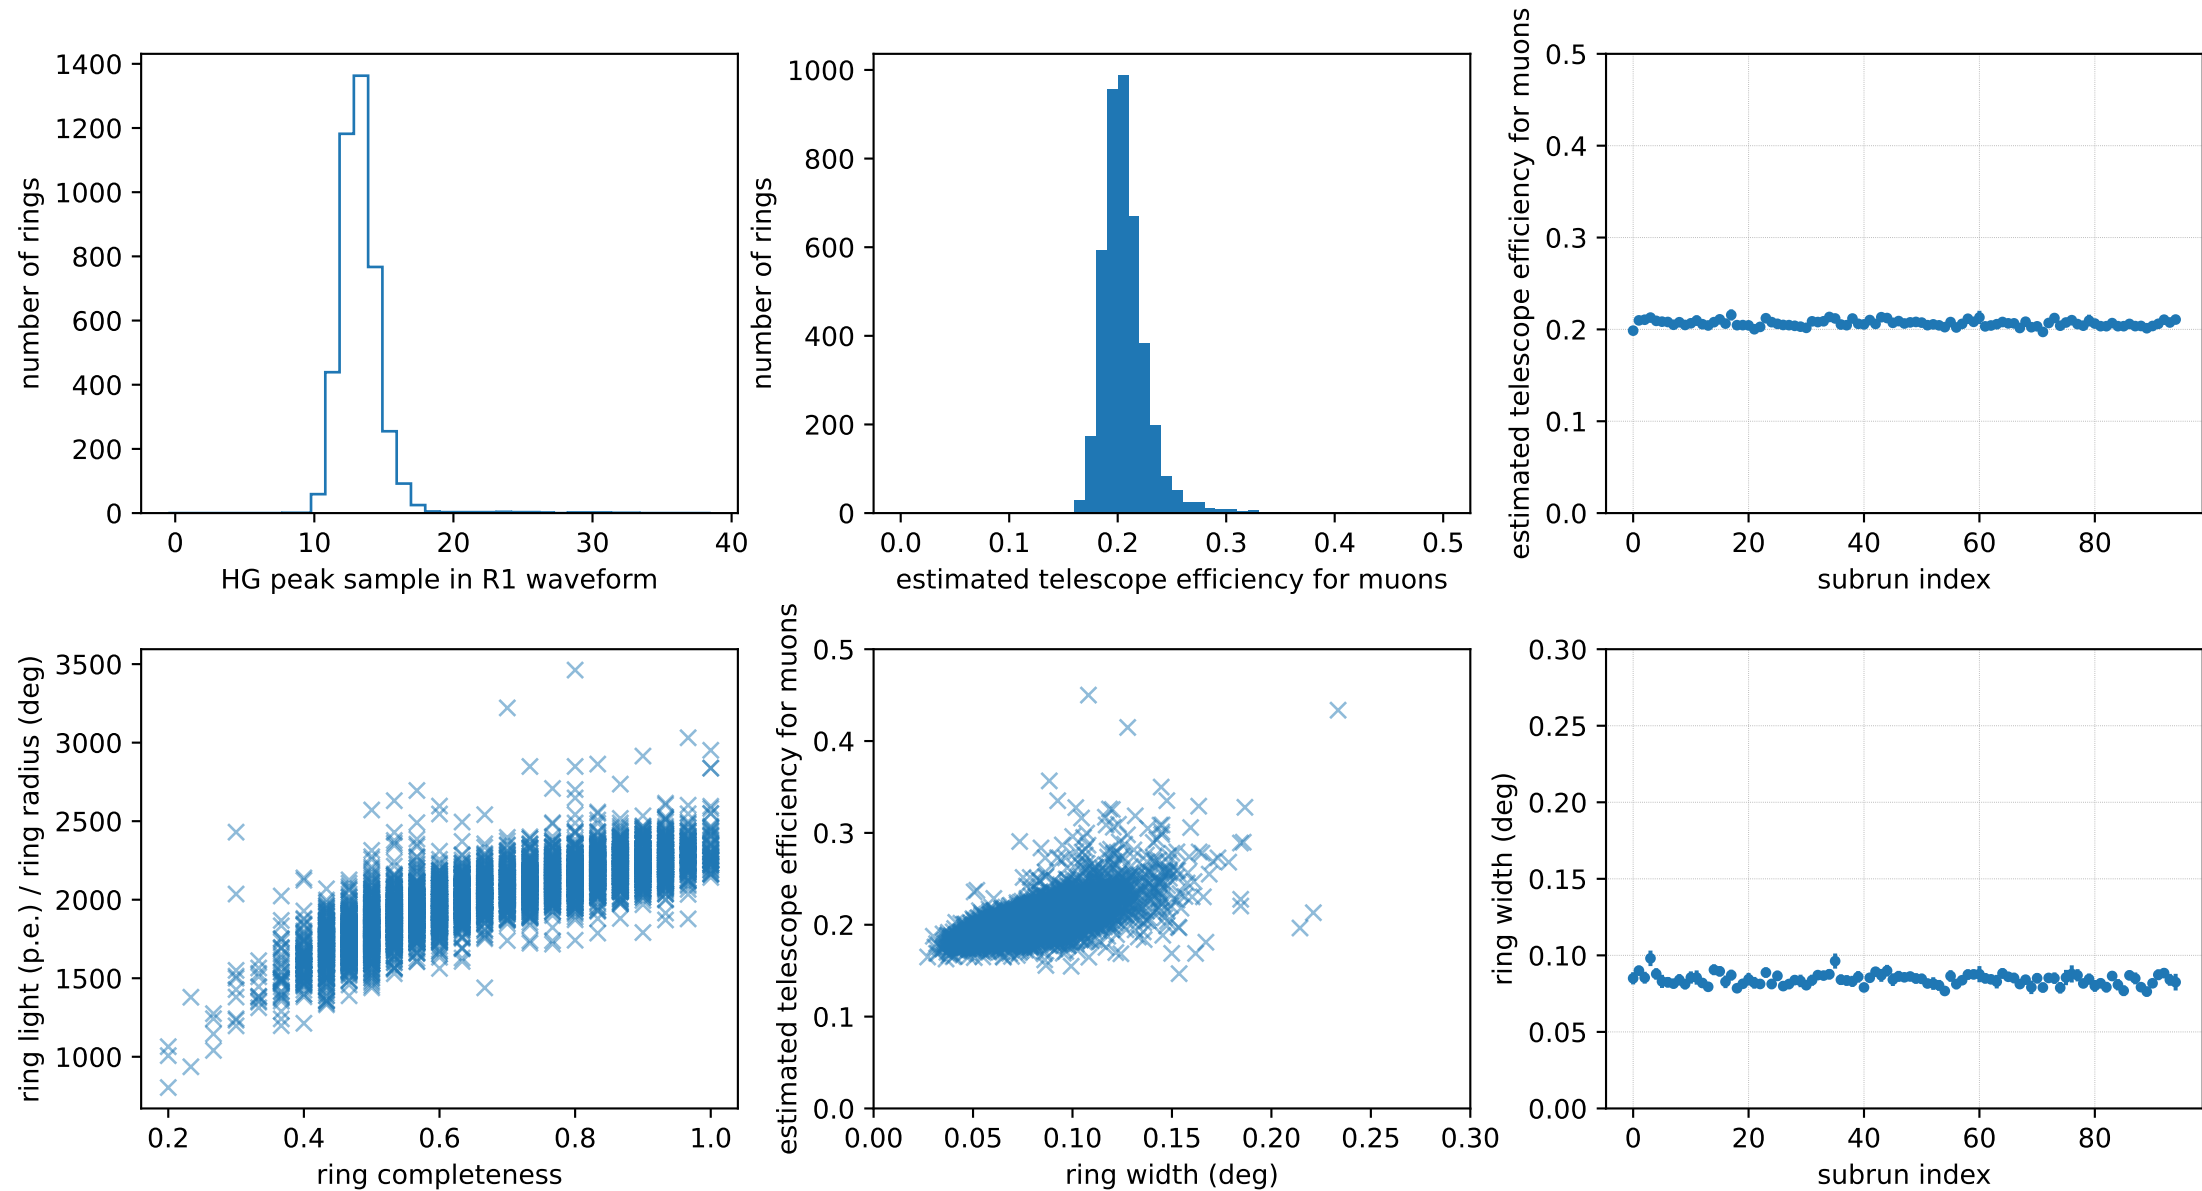 number of rings
1400
1200
1000
800
600
400
200
0
0 10 20 30 40
HG peak sample in R1 waveform
number of rings
1000
800
600
400
200
0
0.0 0.1 0.2 0.3 0.4 0.5
estimated telescope efficiency for muons
estimated telescope efficiency for muons
0.5
0.4
0.3
0.2
0.1
0.0
0 20 40 60 80
subrun index
ring light (p.e.) / ring radius (deg)
3500
3000
2500
2000
1500
1000
0.2 0.4 0.6 0.8 1.0
ring completeness
estimated telescope efficiency for muons
0.5
0.4
0.3
0.2
0.1
0.0
0.00 0.05 0.10 0.15 0.20 0.25 0.30
ring width (deg)
ring width (deg)
0.30
0.25
0.20
0.15
0.10
0.05
0.00
0 20 40 60 80
subrun index